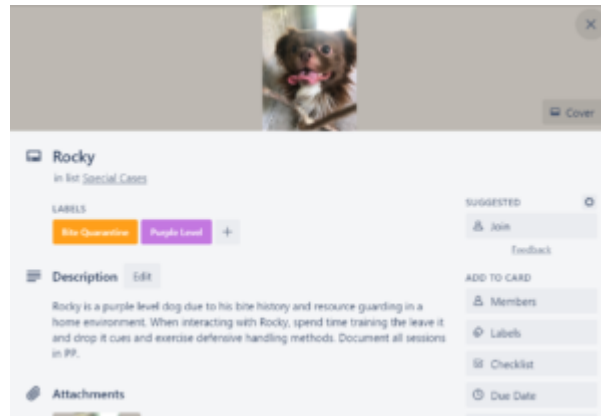 Cover
Rocky
in list Special Cases
LABELS
Bite Quarantine
Purple Level
+
SUGGESTED
Join
Feedback
Description
Edit
ADD TO CARD
Rocky is a purple level dog due to his bite history and resource guarding in a
home environment. When interacting with Rocky, spend time training the leave it
and drop it cues and exercise defensive handling methods. Document all sessions
in PP.
Members
Labels
Checklist
Attachments
Due Date